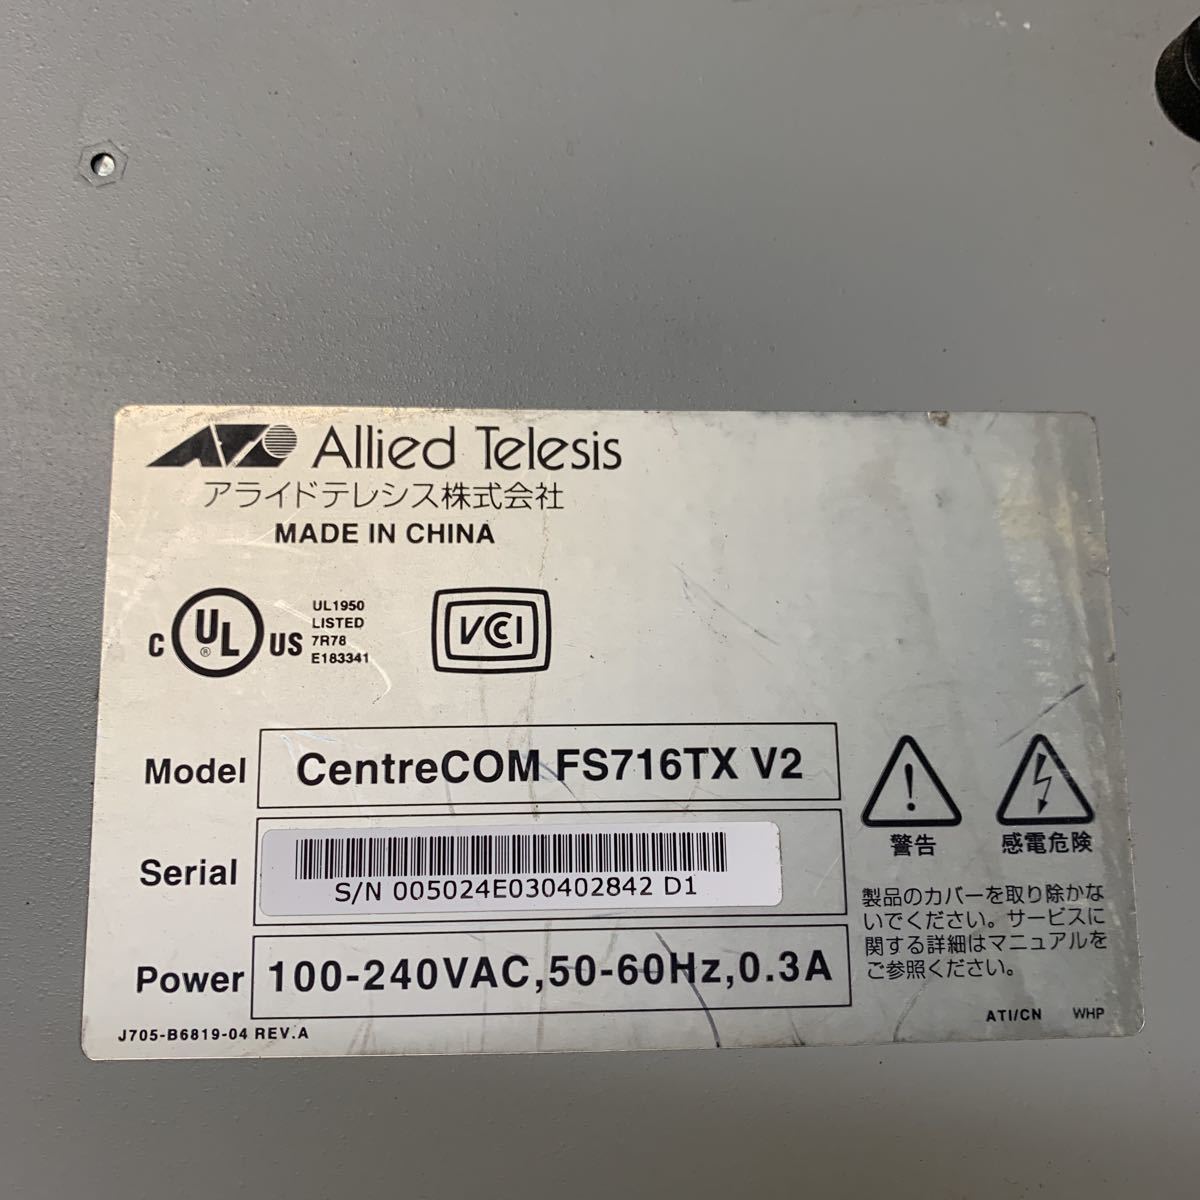 Allied Telesis
アライドテレシス株式会社
MADE IN CHINA
C UL ® US
UL1950
LISTED
7R78
E183341
VCCI
Model CentreCOM FS716TX V2
Serial S/N 005024E030402842 D1
Power 100-240VAC,50-60Hz,0.3A
J705-B6819-04 REV.A
警告
感電危険
製品のカバーを取り除かな
いでください。サービスに
関する詳細はマニュアルを
ご参照ください。
ATI/CN WHP